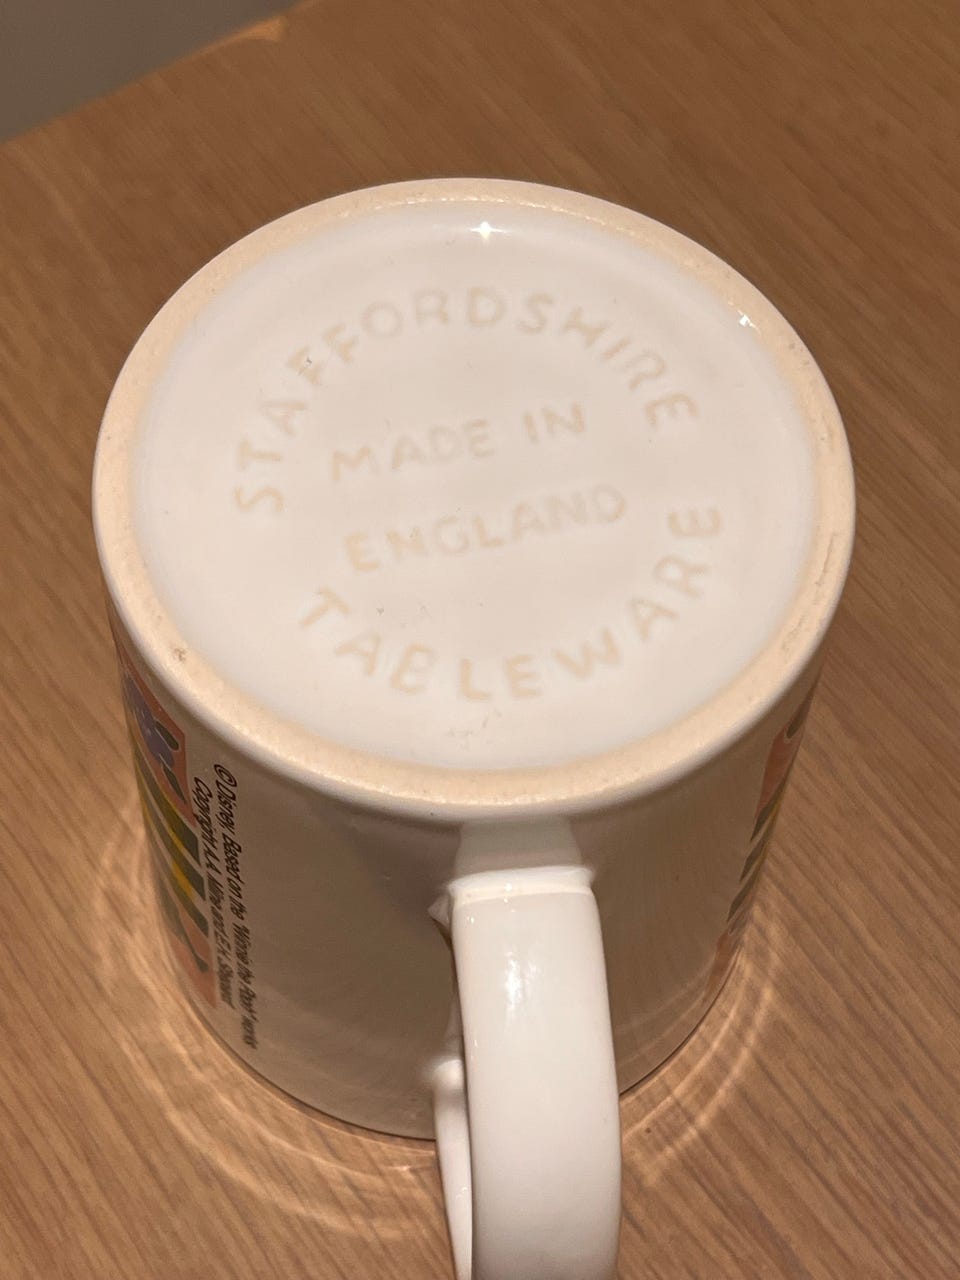 STAFFORDSHIRE
MADE IN
ENGLAND
TABLEWARE
© Disney. Based on the 'Winnie the Pooh' works
Copyright A.A. Milne and E.H. Shepard